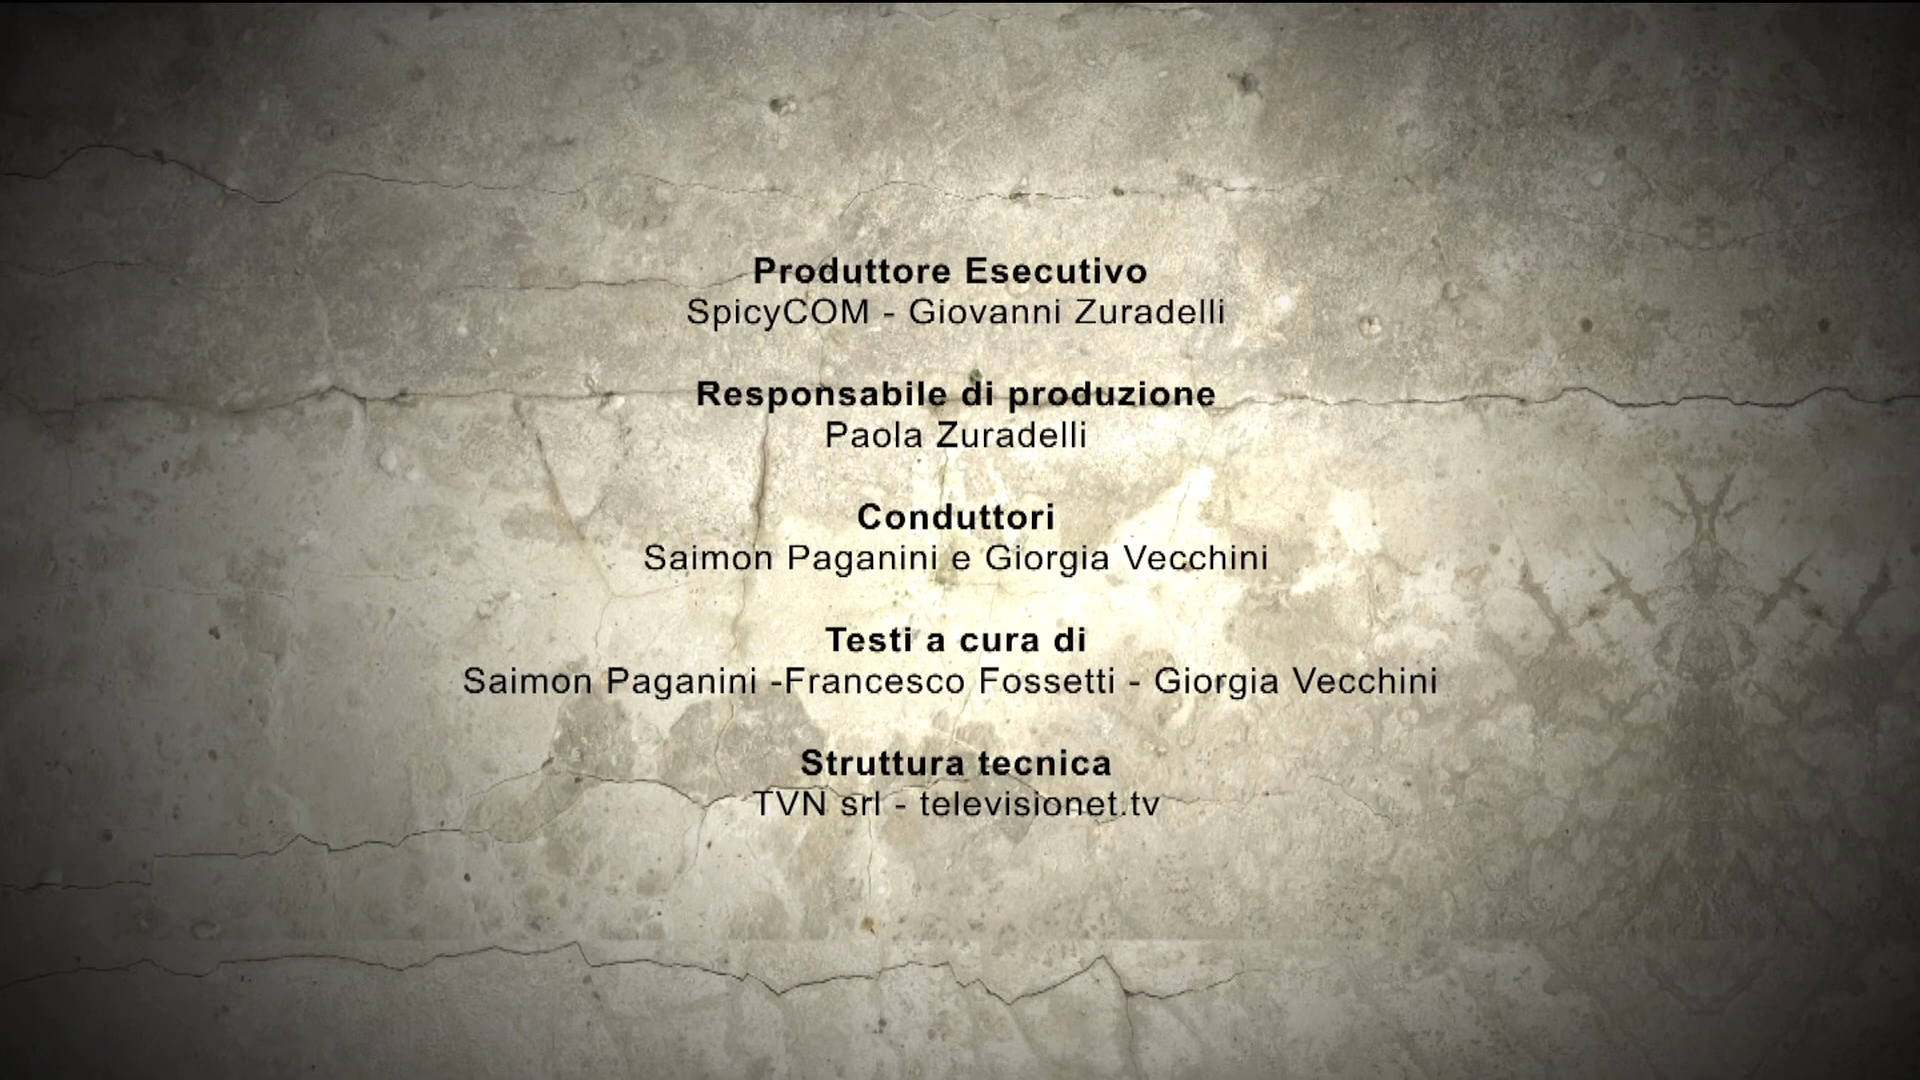 Produttore Esecutivo
SpicyCOM - Giovanni Zuradelli
Responsabile di produzione
Paola Zuradelli
Conduttori
Saimon Paganini e Giorgia Vecchini
Testi a cura di
Saimon Paganini -Francesco Fossetti - Giorgia Vecchini
Struttura tecnica
TVN srl - televisionet.tv